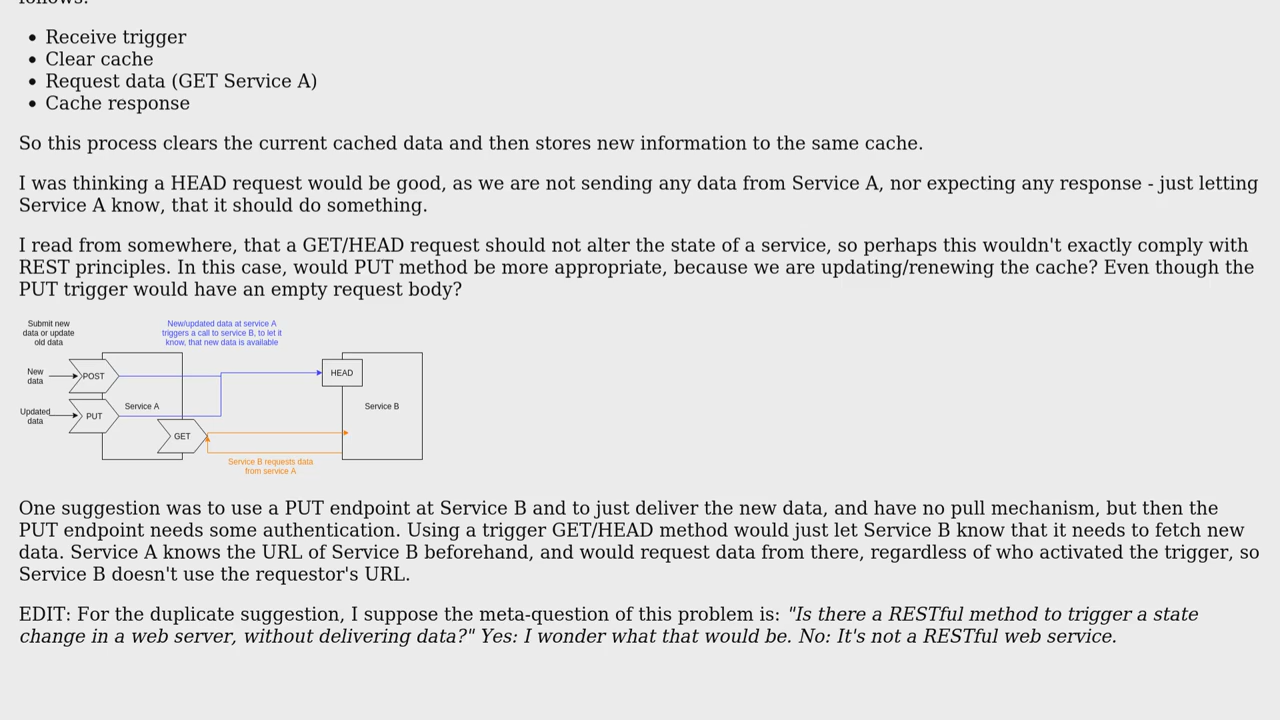 follows:
Receive trigger
Clear cache
Request data (GET Service A)
Cache response
So this process clears the current cached data and then stores new information to the same cache.
I was thinking a HEAD request would be good, as we are not sending any data from Service A, nor expecting any response - just letting
Service A know, that it should do something.
I read from somewhere, that a GET/HEAD request should not alter the state of a service, so perhaps this wouldn't exactly comply with
REST principles. In this case, would PUT method be more appropriate, because we are updating/renewing the cache? Even though the
PUT trigger would have an empty request body?
Submit new
data or update
old data
New/updated data at service A
triggers a call to service B, to let it
know, that new data is available
New
data
POST
HEAD
Updated
data
PUT
Service A
Service B
GET
Service B requests data
from service A
One suggestion was to use a PUT endpoint at Service B and to just deliver the new data, and have no pull mechanism, but then the
PUT endpoint needs some authentication. Using a trigger GET/HEAD method would just let Service B know that it needs to fetch new
data. Service A knows the URL of Service B beforehand, and would request data from there, regardless of who activated the trigger, so
Service B doesn't use the requestor's URL.
EDIT: For the duplicate suggestion, I suppose the meta-question of this problem is: "Is there a RESTful method to trigger a state
change in a web server, without delivering data?" Yes: I wonder what that would be. No: It's not a RESTful web service.